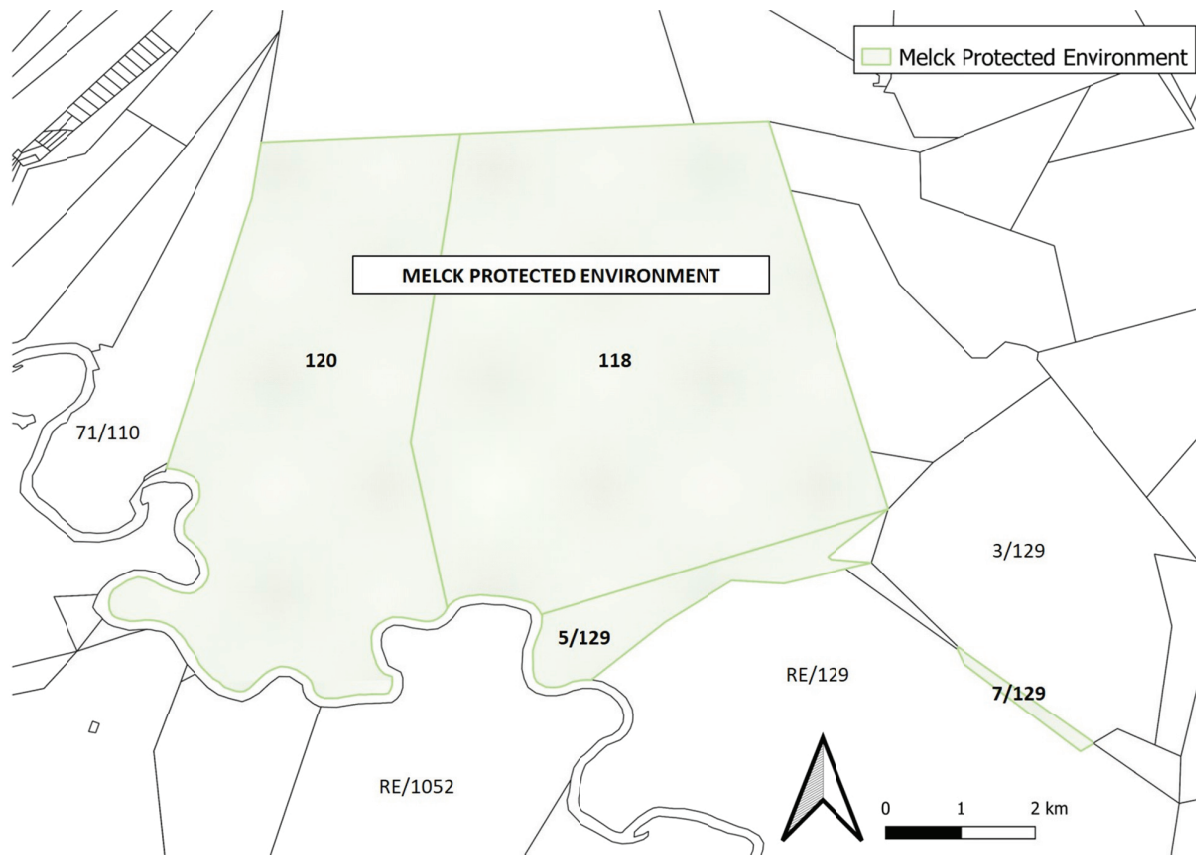 Melck Protected Environment
MELCK PROTECTED ENVIRONMENT
120
118
71/110
3/129
5/129
RE/129
7/129
RE/1052
0 1 2 km